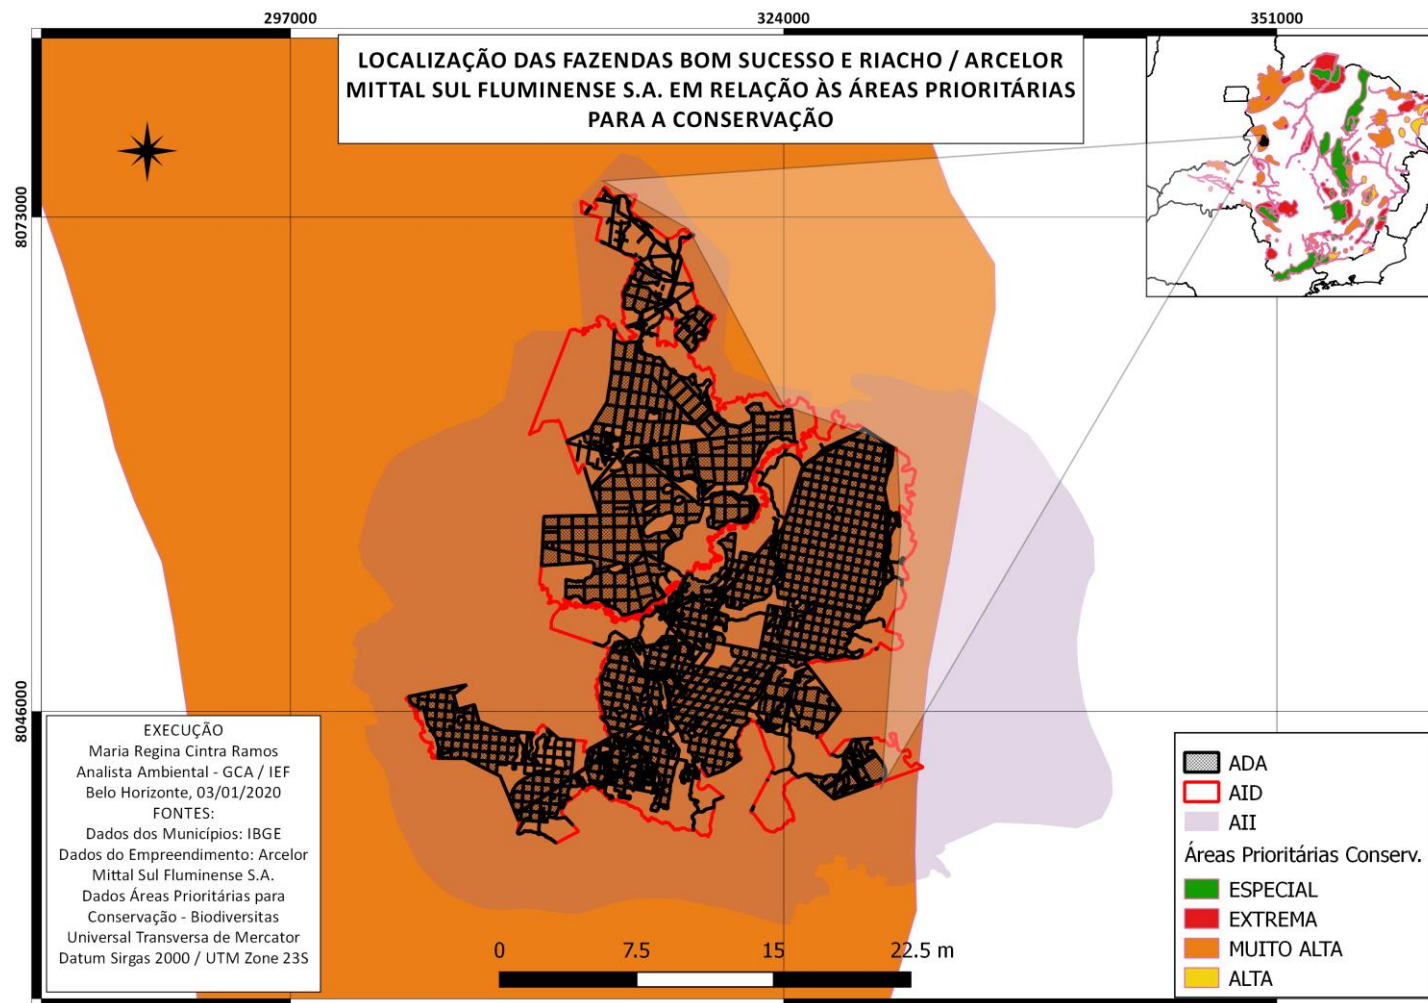 297000
324000
351000
LOCALIZAÇÃO DAS FAZENDAS BOM SUCESSO E RIACHO / ARCELOR
MITTAL SUL FLUMINENSE S.A. EM RELAÇÃO ÀS ÁREAS PRIORITÁRIAS
PARA A CONSERVAÇÃO
8073000
8046000
EXECUÇÃO
Maria Regina Cintra Ramos
Analista Ambiental - GCA / IEF
Belo Horizonte, 03/01/2020
FONTES:
Dados dos Municípios: IBGE
Dados do Empreendimento: Arcelor
Mittal Sul Fluminense S.A.
Dados Áreas Prioritárias para
Conservação - Biodiversitas
Universal Transversa de Mercator
Datum Sirgas 2000 / UTM Zone 23S
0
7.5
15
22.5 m
ADA
AID
AII
Áreas Prioritárias Conserv.
ESPECIAL
EXTREMA
MUITO ALTA
ALTA